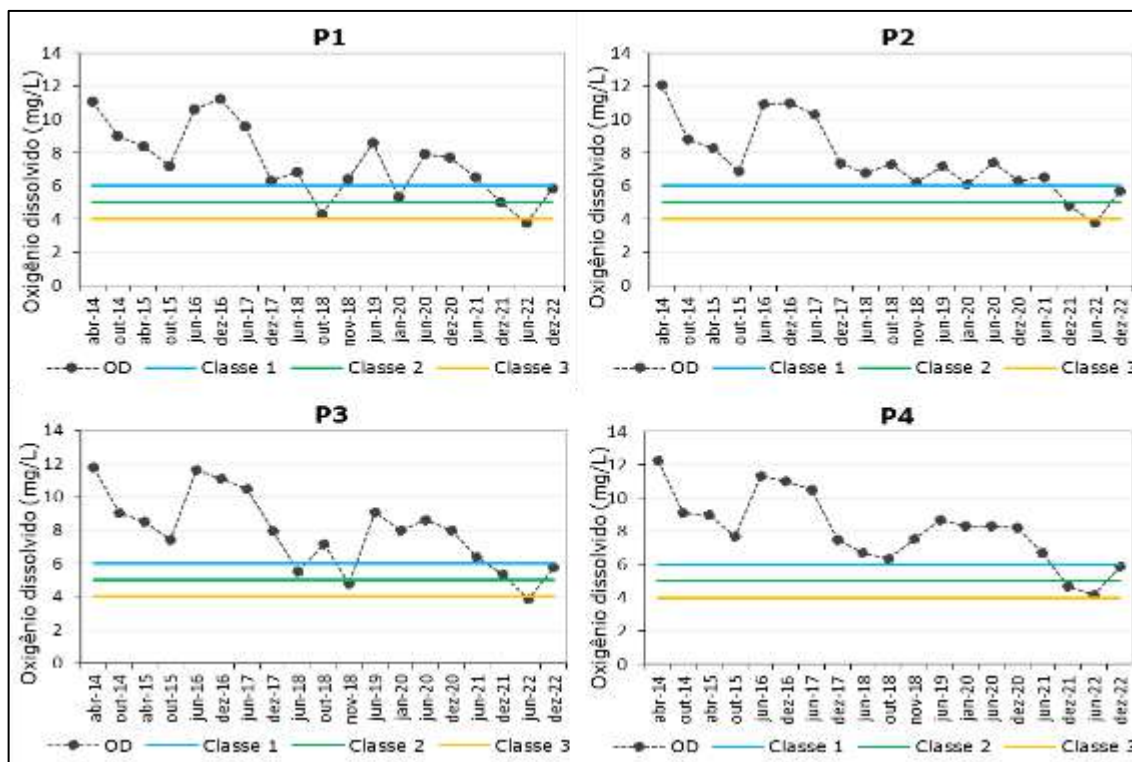 P1
Oxigênio dissolvido (mg/L)
14
12
10
8
6
4
2
0
abr-14
out-14
abr-15
out-15
jun-16
dez-16
jun-17
dez-17
jun-18
out-18
nov-18
jun-19
jan-20
jun-20
dez-20
jun-21
dez-21
jun-22
dez-22
OD Classe 1 Classe 2 Classe 3
P2
Oxigênio dissolvido (mg/L)
14
12
10
8
6
4
2
0
abr-14
out-14
abr-15
out-15
jun-16
dez-16
jun-17
dez-17
jun-18
out-18
nov-18
jun-19
jan-20
jun-20
dez-20
jun-21
dez-21
jun-22
dez-22
OD Classe 1 Classe 2 Classe 3
P3
Oxigênio dissolvido (mg/L)
14
12
10
8
6
4
2
0
abr-14
out-14
abr-15
out-15
jun-16
dez-16
jun-17
dez-17
jun-18
out-18
nov-18
jun-19
jan-20
jun-20
dez-20
jun-21
dez-21
jun-22
dez-22
OD Classe 1 Classe 2 Classe 3
P4
Oxigênio dissolvido (mg/L)
14
12
10
8
6
4
2
0
abr-14
out-14
abr-15
out-15
jun-16
dez-16
jun-17
dez-17
jun-18
out-18
nov-18
jun-19
jan-20
jun-20
dez-20
jun-21
dez-21
jun-22
dez-22
OD Classe 1 Classe 2 Classe 3